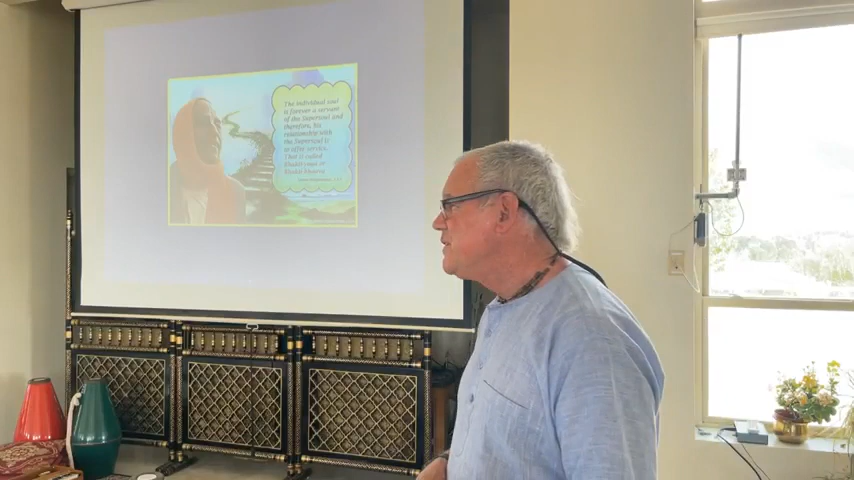 The individual soul
is forever a servant
of the Supersoul and
therefore, his
relationship with
the Supersoul is
to offer service.
That is called
bhakti-yoga or
bhakti-bhava